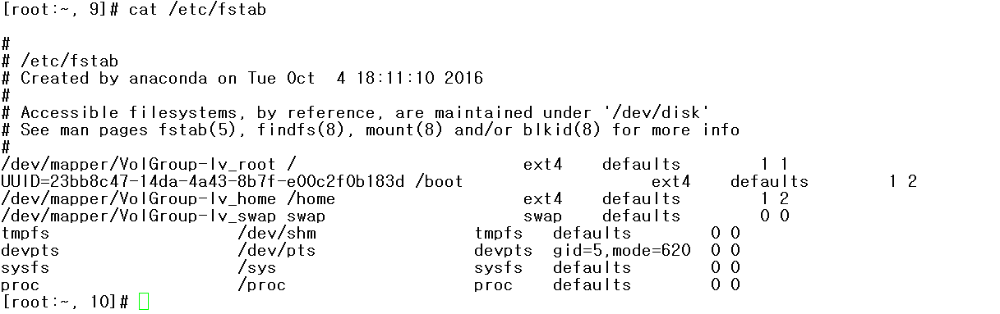 [root:~, 9]# cat /etc/fstab
#
# /etc/fstab
# Created by anaconda on Tue Oct  4 18:11:10 2016
#
# Accessible filesystems, by reference, are maintained under '/dev/disk'
# See man pages fstab(5), findfs(8), mount(8) and/or blkid(8) for more info
#
/dev/mapper/VolGroup-lv_root /                       ext4    defaults        1 1
UUID=23bb8c47-14da-4a43-8b7f-e00c2f0b183d /boot                   ext4    defaults        1 2
/dev/mapper/VolGroup-lv_home /home                   ext4    defaults        1 2
/dev/mapper/VolGroup-lv_swap swap                    swap    defaults        0 0
tmpfs                   /dev/shm                tmpfs   defaults        0 0
devpts                  /dev/pts                devpts  gid=5,mode=620  0 0
sysfs                   /sys                    sysfs   defaults        0 0
proc                    /proc                   proc    defaults        0 0
[root:~, 10]#